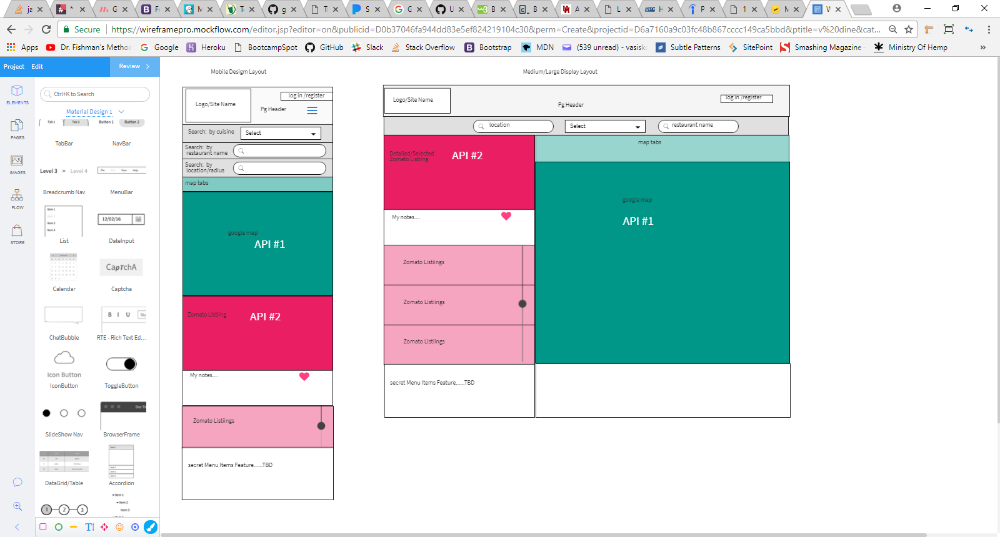 ja
*
G
F
M
T
g
T
S
G
U
B
B
A
L
H
P
1
M
V
Secure
https://wireframepro.mockflow.com/editor.jsp?editor=on&publicid=D0b37046fa944dd83e5ef824219104c30&perm=Create&projectid=D6a7160a9c03fc48b867cccc149ca5bbd&ptitle=v%20dine&cat...
Apps
Dr. Fishman's Method
Google
Heroku
BootcampSpot
GitHub
Slack
Stack Overflow
Bootstrap
MDN
(539 unread) - vasisk
Subtle Patterns
SitePoint
Smashing Magazine
Ministry Of Hemp
»
Project
Edit
Review
ELEMENTS
PAGES
IMAGES
FLOW
STORE
Ctrl+K to Search
Material Design 1
Tab 1
Tab 2
Button 1
Button 2
TabBar
NavBar
Level 3 > Level 4
File
View
Help
Breadcrumb Nav
MenuBar
Item 1
Item 3
Item 4
12/02/16
List
DateInput
CapTchA
Calendar
Captcha
B I U Sty
ChatBubble
RTE - Rich Text Ed...
Icon Button
IconButton
ToggleButton
Site Tit
SlideShow Nav
BrowserFrame
DataGrid/Table
Accordion
1
2
3
Item 1
Item 2
Item 3
Mobile Desigm Layout
Logo/Site Name
log in /register
Pg Header
Search: by cuisine
Select
Search: by
restaurant name
Search: by
location/radius
map tabs
google map
API #1
Zomato Listiing
API #2
My notes....
Zomato Listiings
secret Menu Items Feature......TBD
Medium/Large Display Layout
Logo/Site Name
Pg Header
log in /register
location
Select
restaurant name
Detailed/Selected
Zomato Listiing
API #2
map tabs
google map
API #1
My notes....
Zomato Listiings
Zomato Listiings
Zomato Listiings
secret Menu Items Feature......TBD